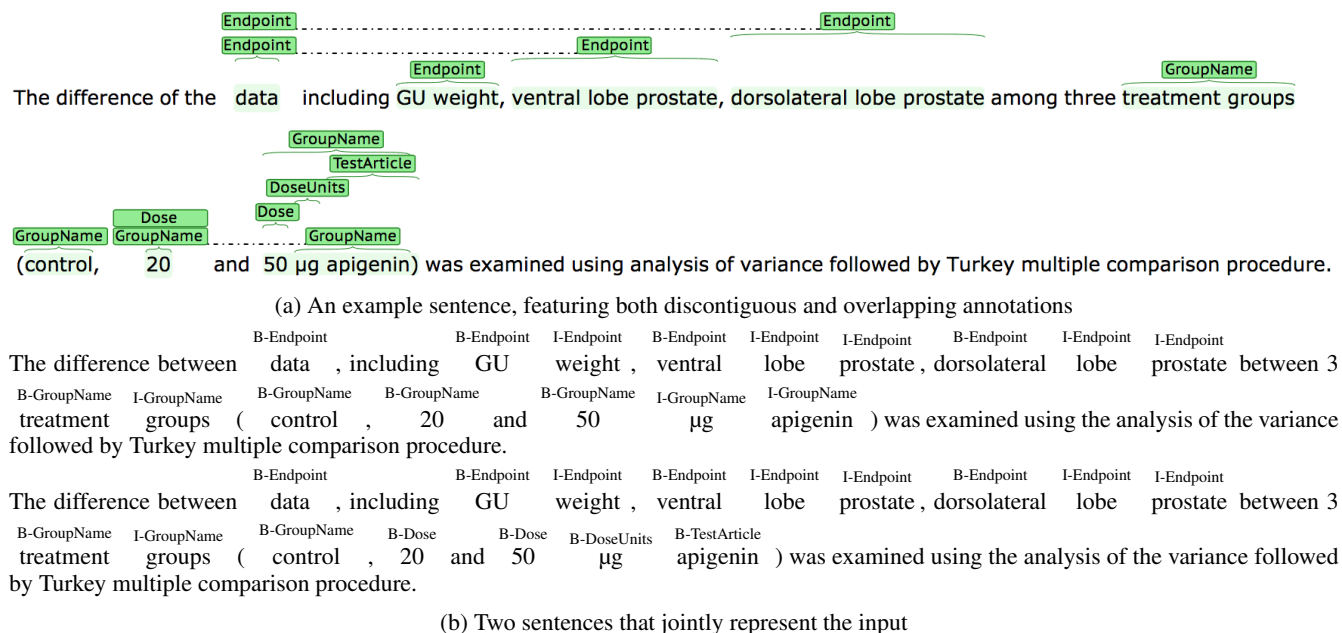 Endpoint Endpoint
Endpoint Endpoint
Endpoint GroupName
The difference of the data including GU weight, ventral lobe prostate, dorsolateral lobe prostate among three treatment groups
GroupName
TestArticle
DoseUnits
Dose Dose
GroupName GroupName GroupName
(control, 20 and 50 μg apigenin) was examined using analysis of variance followed by Turkey multiple comparison procedure.
(a) An example sentence, featuring both discontiguous and overlapping annotations
B-Endpoint B-Endpoint I-Endpoint B-Endpoint I-Endpoint I-Endpoint B-Endpoint I-Endpoint I-Endpoint
The difference between data , including GU weight , ventral lobe prostate , dorsolateral lobe prostate between 3
B-GroupName I-GroupName B-GroupName B-GroupName B-GroupName I-GroupName I-GroupName
treatment groups ( control , 20 and 50 μg apigenin ) was examined using the analysis of the variance
followed by Turkey multiple comparison procedure.
B-Endpoint B-Endpoint I-Endpoint B-Endpoint I-Endpoint I-Endpoint B-Endpoint I-Endpoint I-Endpoint
The difference between data , including GU weight , ventral lobe prostate , dorsolateral lobe prostate between 3
B-GroupName I-GroupName B-GroupName B-Dose B-Dose B-DoseUnits B-TestArticle
treatment groups ( control , 20 and 50 μg apigenin ) was examined using the analysis of the variance followed
by Turkey multiple comparison procedure.
(b) Two sentences that jointly represent the input